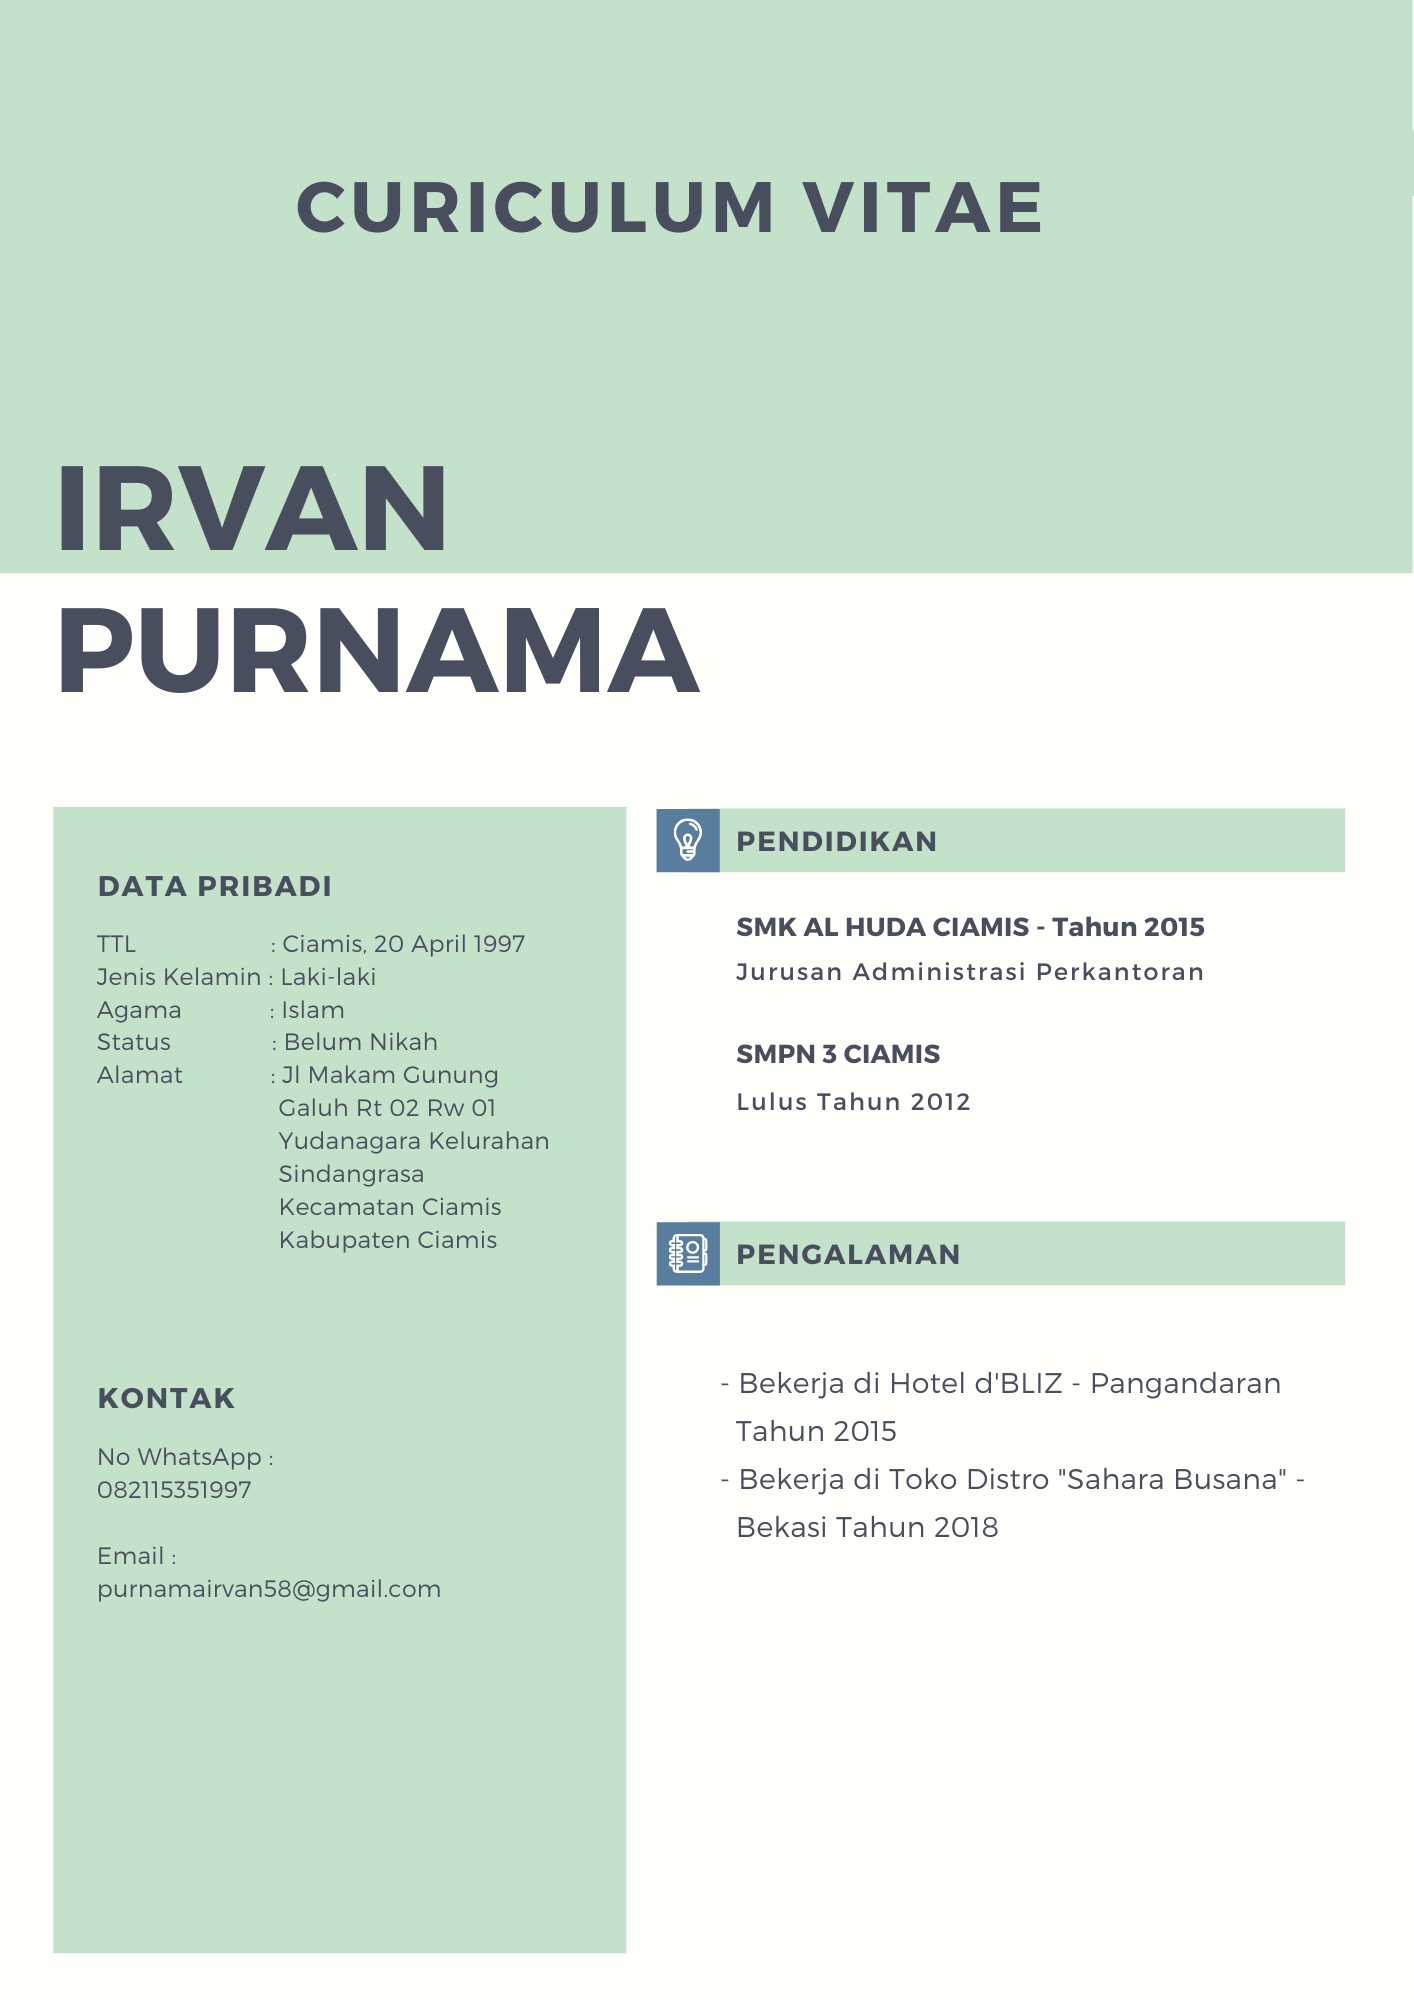 CURICULUM VITAE
IRVAN
PURNAMA
DATA PRIBADI
TTL : Ciamis, 20 April 1997
Jenis Kelamin : Laki-laki
Agama : Islam
Status : Belum Nikah
Alamat : Jl Makam Gunung
Galuh Rt 02 Rw 01
Yudanagara Kelurahan
Sindangrasa
Kecamatan Ciamis
Kabupaten Ciamis
KONTAK
No WhatsApp :
082115351997
Email :
purnamairvan58@gmail.com
PENDIDIKAN
SMK AL HUDA CIAMIS - Tahun 2015
Jurusan Administrasi Perkantoran
SMPN 3 CIAMIS
Lulus Tahun 2012
PENGALAMAN
- Bekerja di Hotel d'BLIZ - Pangandaran
Tahun 2015
- Bekerja di Toko Distro "Sahara Busana" -
Bekasi Tahun 2018